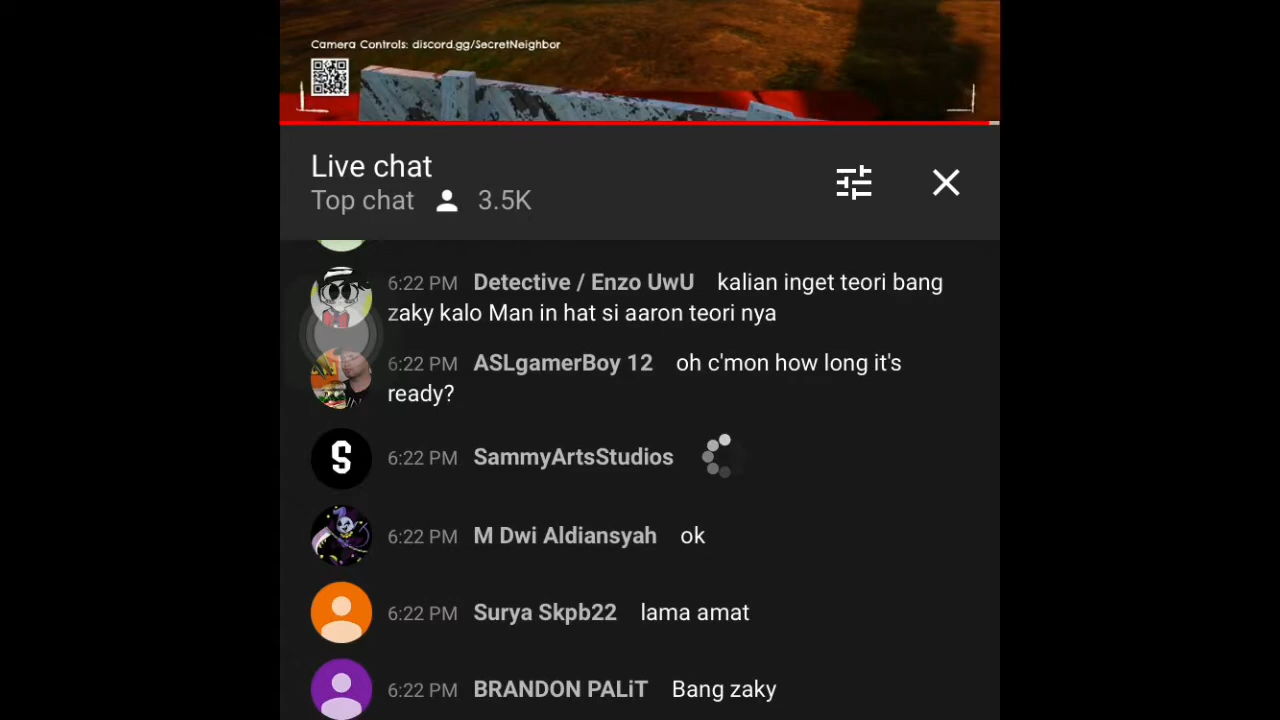 Camera Controls: discord.gg/SecretNeighbor
Live chat
Top chat 3.5K
6:22 PM Detective / Enzo UwU kalian inget teori bang
zaky kalo Man in hat si aaron teori nya
6:22 PM ASLgamerBoy 12 oh c'mon how long it's
ready?
S 6:22 PM SammyArtsStudios
6:22 PM M Dwi Aldiansyah ok
6:22 PM Surya Skpb22 lama amat
6:22 PM BRANDON PALiT Bang zaky